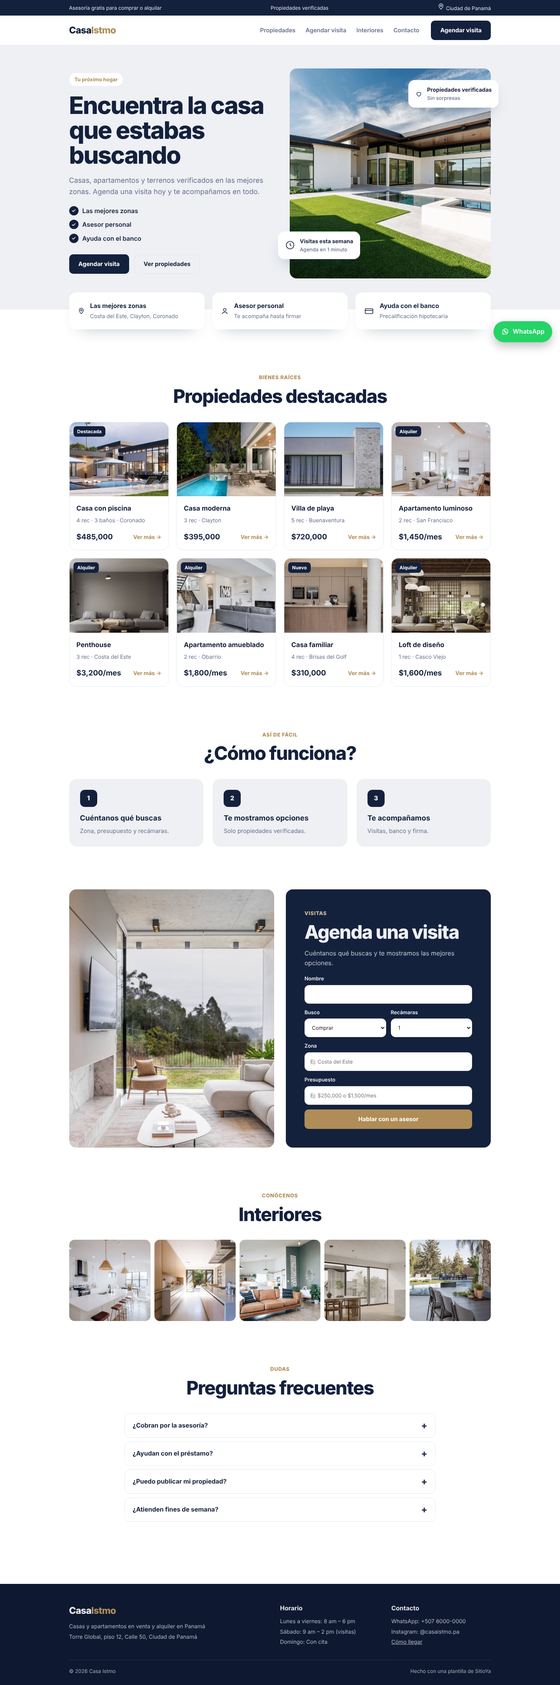 Asesoría gratis para comprar o alquilar
Propiedades verificadas
Ciudad de Panamá
CasaIstmo
Propiedades
Agendar visita
Interiores
Contacto
Agendar visita
Tu próximo hogar
Encuentra la casa
que estabas
buscando
Casas, apartamentos y terrenos verificados en las mejores
zonas. Agenda una visita hoy y te acompañamos en todo.
Las mejores zonas
Asesor personal
Ayuda con el banco
Agendar visita
Ver propiedades
Propiedades verificadas
Sin sorpresas
Visitas esta semana
Agenda en 1 minuto
Las mejores zonas
Costa del Este, Clayton, Coronado
Asesor personal
Te acompaña hasta firmar
Ayuda con el banco
Precalificación hipotecaria
WhatsApp
BIENES RAÍCES
Propiedades destacadas
Destacada
Casa con piscina
4 rec · 3 baños · Coronado
$485,000
Ver más →
Casa moderna
3 rec · Clayton
$395,000
Ver más →
Villa de playa
5 rec · Buenaventura
$720,000
Ver más →
Alquiler
Apartamento luminoso
2 rec · San Francisco
$1,450/mes
Ver más →
Alquiler
Penthouse
3 rec · Costa del Este
$3,200/mes
Ver más →
Alquiler
Apartamento amueblado
2 rec · Obarrio
$1,800/mes
Ver más →
Nuevo
Casa familiar
4 rec · Brisas del Golf
$310,000
Ver más →
Alquiler
Loft de diseño
1 rec · Casco Viejo
$1,600/mes
Ver más →
ASÍ DE FÁCIL
¿Cómo funciona?
1
Cuéntanos qué buscas
Zona, presupuesto y recámaras.
2
Te mostramos opciones
Solo propiedades verificadas.
3
Te acompañamos
Visitas, banco y firma.
VISITAS
Agenda una visita
Cuéntanos qué buscas y te mostramos las mejores
opciones.
Nombre
Busco
Recámaras
Comprar
1
Zona
Ej: Costa del Este
Presupuesto
Ej: $250,000 o $1,500/mes
Hablar con un asesor
CONÓCENOS
Interiores
DUDAS
Preguntas frecuentes
¿Cobran por la asesoría?
+
¿Ayudan con el préstamo?
+
¿Puedo publicar mi propiedad?
+
¿Atienden fines de semana?
+
CasaIstmo
Casas y apartamentos en venta y alquiler en Panamá
Torre Global, piso 12, Calle 50, Ciudad de Panamá
Horario
Lunes a viernes: 8 am – 6 pm
Sábado: 9 am – 2 pm (visitas)
Domingo: Con cita
Contacto
WhatsApp: +507 6000-0000
Instagram: @casaistmo.pa
Cómo llegar
© 2026 Casa Istmo
Hecho con una plantilla de SitioYa